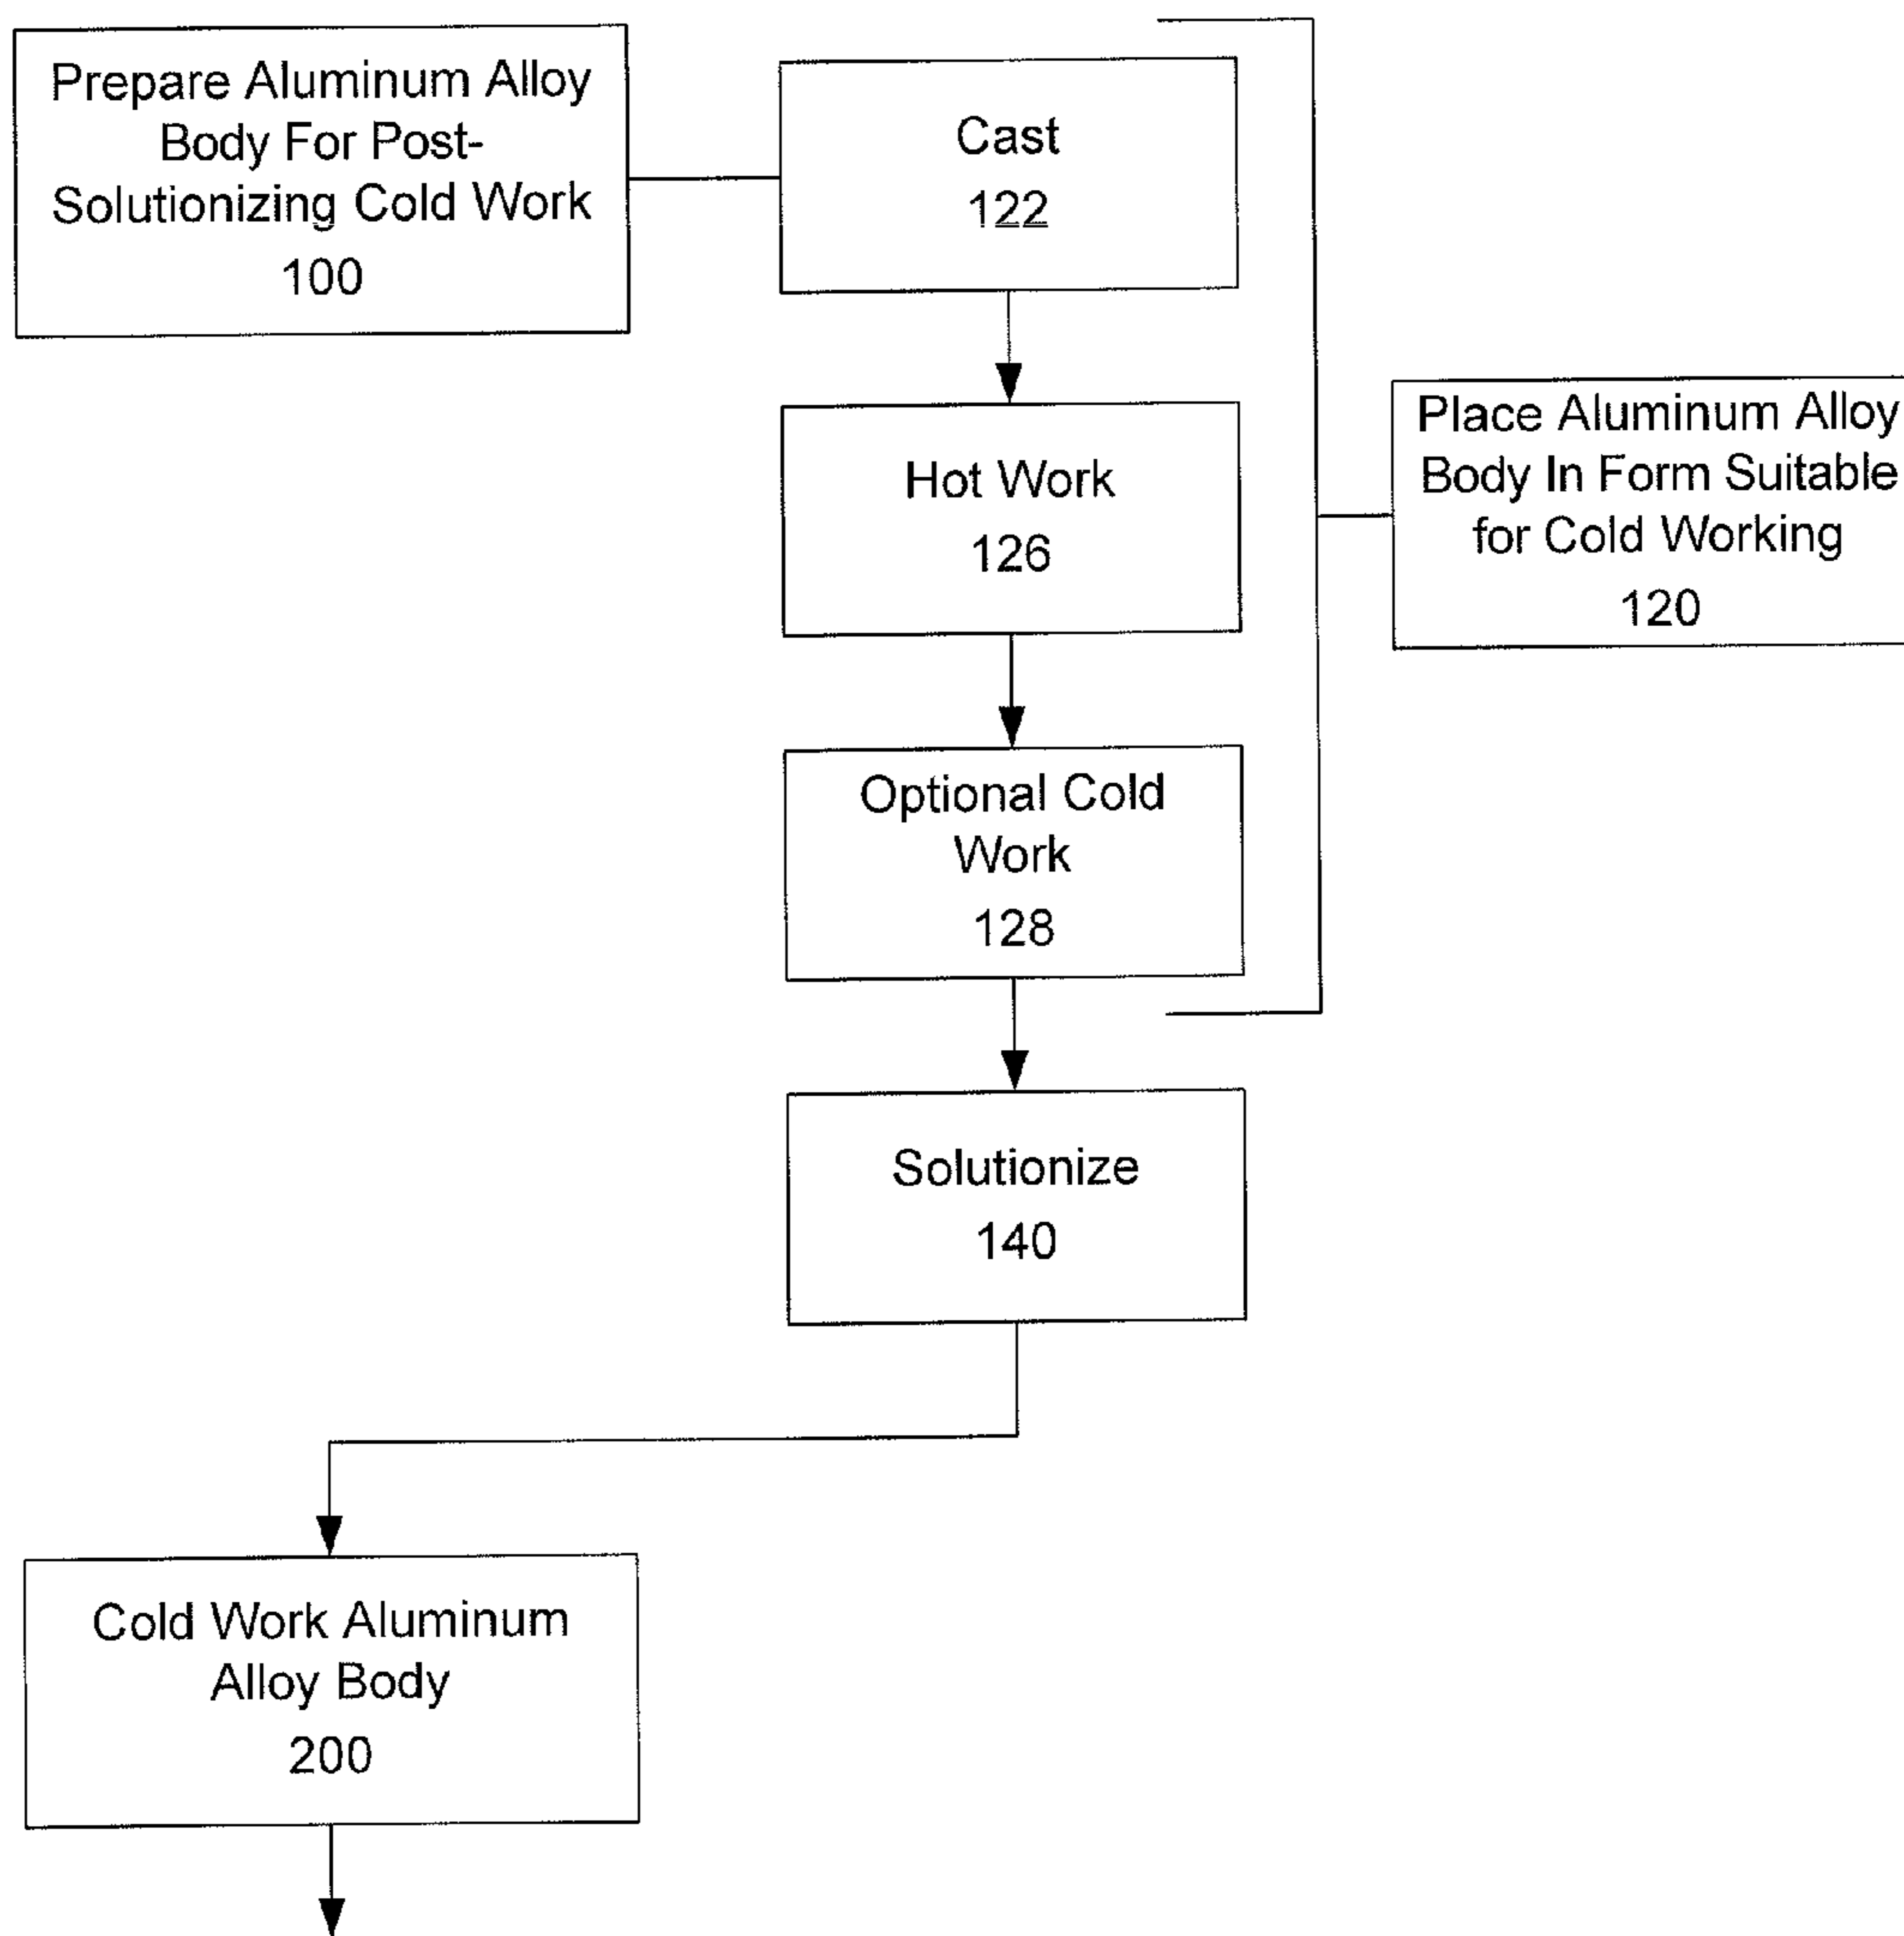 Prepare Aluminum Alloy
Body For Post-
Solutionizing Cold Work
100
Cast
122
Hot Work
126
Place Aluminum Alloy
Body In Form Suitable
for Cold Working
120
Optional Cold
Work
128
Solutionize
140
Cold Work Aluminum
Alloy Body
200